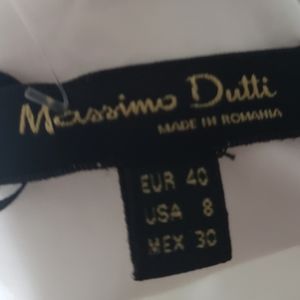 Massimo Dutti
MADE IN ROMANIA
EUR 40
USA 8
MEX 30